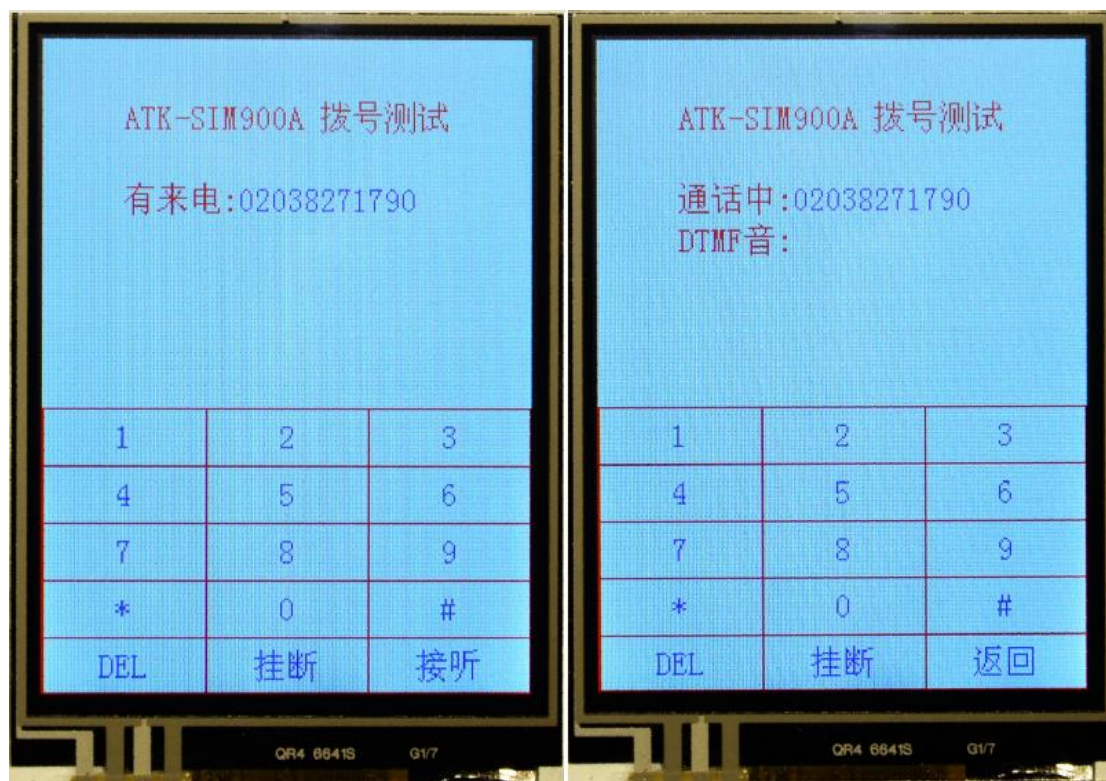 ATK-SIM900A 拨号测试
有来电:02038271790
1 2 3
4 5 6
7 8 9
* 0 #
DEL 挂断 接听
QR4 6641S G1/7
ATK-SIM900A 拨号测试
通话中:02038271790
DTMF音:
1 2 3
4 5 6
7 8 9
* 0 #
DEL 挂断 返回
QR4 6641S G1/7